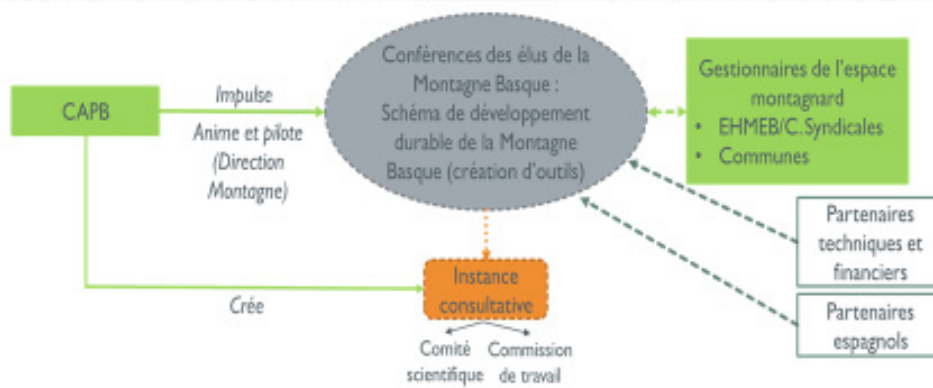 CAPB
Impulse
Anime et pilote
(Direction
Montagne)
Conférences des élus de la
Montagne Basque :
Schéma de développement
durable de la Montagne
Basque (création d'outils)
Gestionnaires de l'espace
montagnard
• EHMEB/C.Syndicales
• Communes
Partenaires
techniques et
financiers
Partenaires
espagnols
Crée
Instance
consultative
Comité
scientifique
Commission
de travail